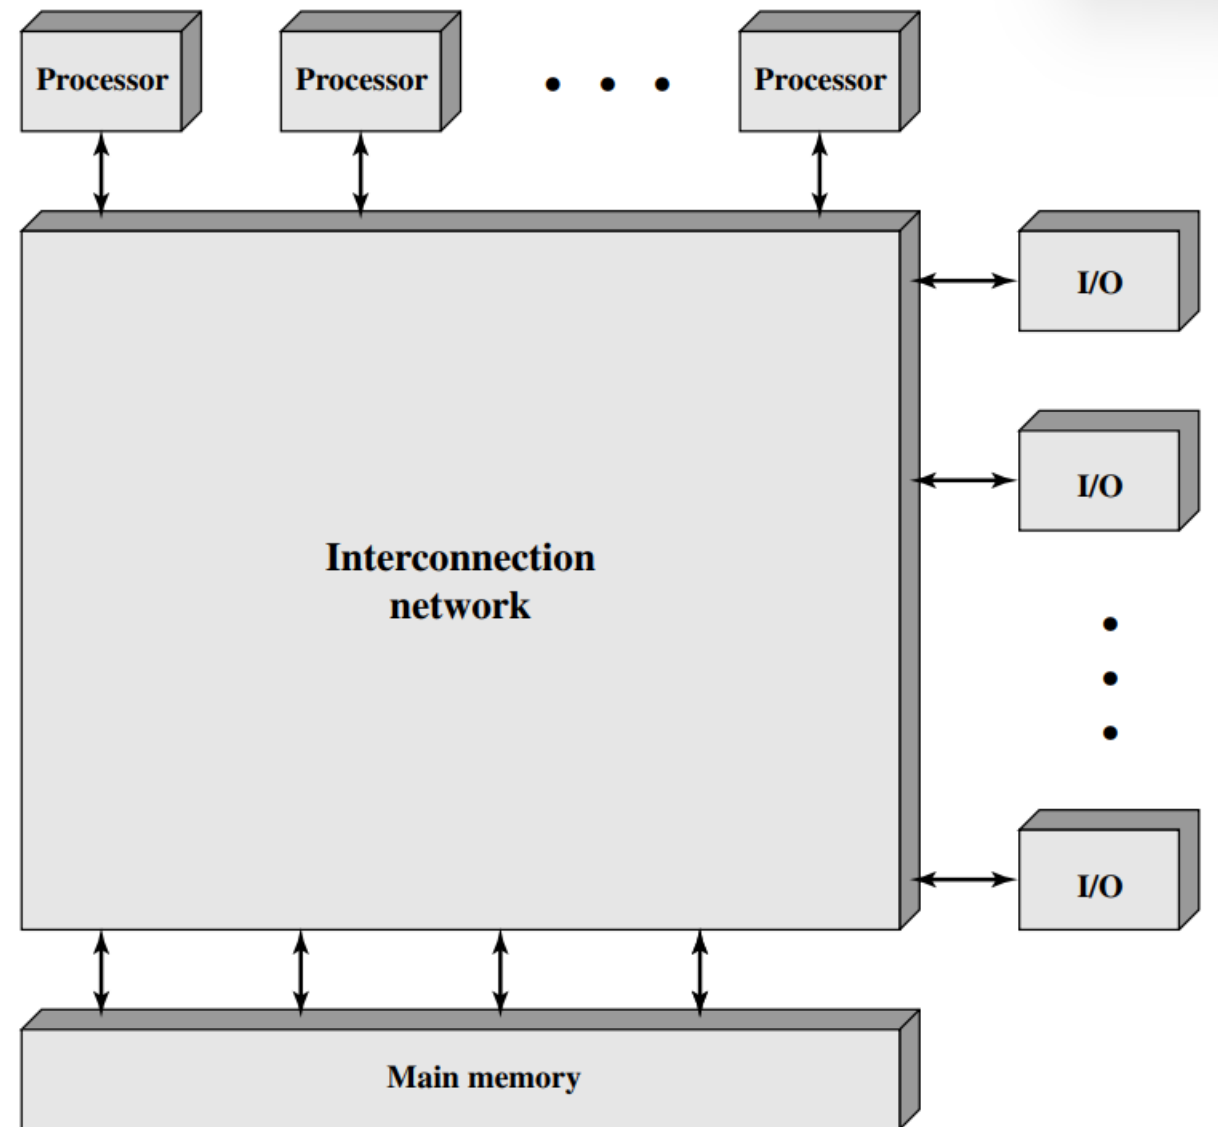 Processor
Processor
Processor
I/O
I/O
Interconnection
network
I/O
Main memory